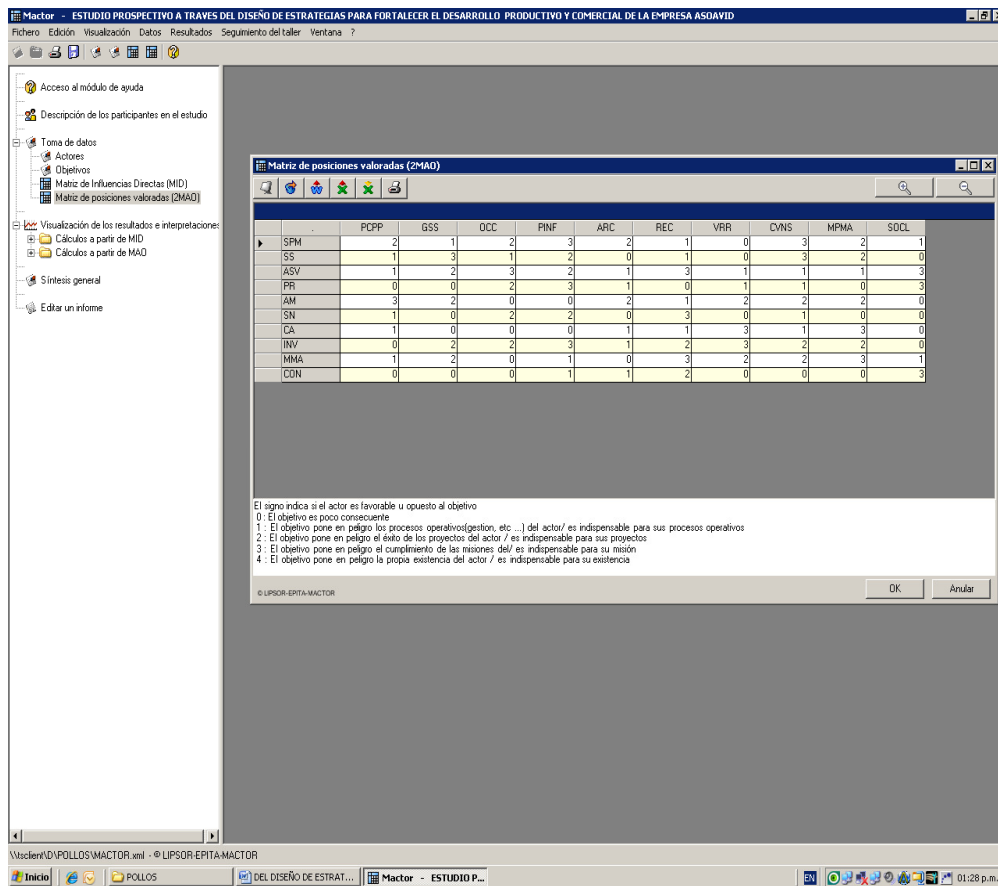 Mactor - ESTUDIO PROSPECTIVO A TRAVES DEL DISEÑO DE ESTRATEGIAS PARA FORTALECER EL DESARROLLO PRODUCTIVO Y COMERCIAL DE LA EMPRESA ASOAVID
Fichero Edición Visualización Datos Resultados Seguimiento del taller Ventana ?
Acceso al módulo de ayuda
Descripción de los participantes en el estudio
Toma de datos
Actores
Objetivos
Matriz de Influencias Directas (MID)
Matriz de posiciones valoradas (2MAO)
Visualización de los resultados e interpretaciones
Cálculos a partir de MID
Cálculos a partir de MAO
Síntesis general
Editar un informe
Matriz de posiciones valoradas (2MAO)
. PCPP GSS OCC PINF ARC REC VRR CVNS MPMA SOCL
SPM 2 1 2 3 2 1 0 3 2 1
SS 1 3 1 2 0 1 0 3 2 0
ASV 1 2 3 2 1 3 1 1 1 3
PR 0 0 2 3 1 0 1 1 0 3
AM 3 2 0 0 2 1 2 2 2 0
SN 1 0 2 2 0 3 0 1 0 0
CA 1 0 0 0 1 1 3 1 3 0
INV 0 2 2 3 1 2 3 2 2 0
MMA 1 2 0 1 0 3 2 2 3 1
CON 0 0 0 1 1 2 0 0 0 3
El signo indica si el actor es favorable u opuesto al objetivo
0 : El objetivo es poco consecuente
1 : El objetivo pone en peligro los procesos operativos(gestion, etc ...) del actor/ es indispensable para sus procesos operativos
2 : El objetivo pone en peligro el éxito de los proyectos del actor / es indispensable para sus proyectos
3 : El objetivo pone en peligro el cumplimiento de las misiones del/ es indispensable para su misión
4 : El objetivo pone en peligro la propia existencia del actor / es indispensable para su existencia
© LIPSOR-EPITA-MACTOR
OK Anular
\\tsclient\D\POLLOS\MACTOR.xml - © LIPSOR-EPITA-MACTOR
Inicio POLLOS DEL DISEÑO DE ESTRAT... Mactor - ESTUDIO P... EN 01:28 p.m.